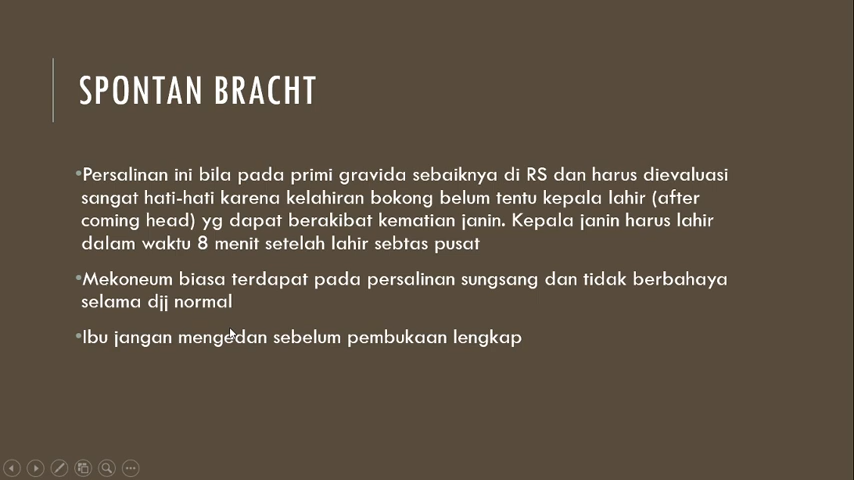 SPONTAN BRACHT
•Persalinan ini bila pada primi gravida sebaiknya di RS dan harus dievaluasi
sangat hati-hati karena kelahiran bokong belum tentu kepala lahir (after
coming head) yg dapat berakibat kematian janin. Kepala janin harus lahir
dalam waktu 8 menit setelah lahir sebtas pusat
•Mekoneum biasa terdapat pada persalinan sungsang dan tidak berbahaya
selama djj normal
•Ibu jangan mengedan sebelum pembukaan lengkap